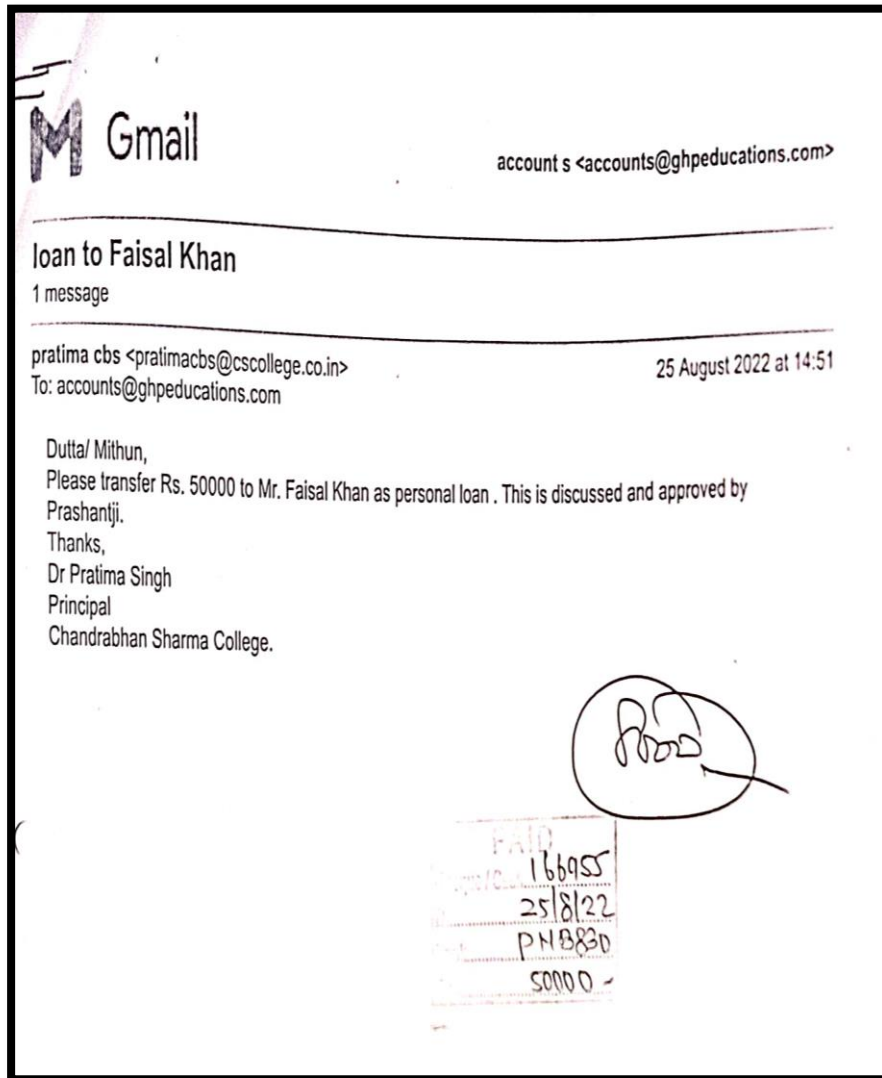 M Gmail
account s <accounts@ghpeducations.com>
loan to Faisal Khan
1 message
pratima cbs <pratimacbs@cscollege.co.in>
25 August 2022 at 14:51
To: accounts@ghpeducations.com
Dutta/ Mithun,
Please transfer Rs. 50000 to Mr. Faisal Khan as personal loan . This is discussed and approved by
Prashantji.
Thanks,
Dr Pratima Singh
Principal
Chandrabhan Sharma College.
PAID
166955
25/8/22
PNB830
50000 -